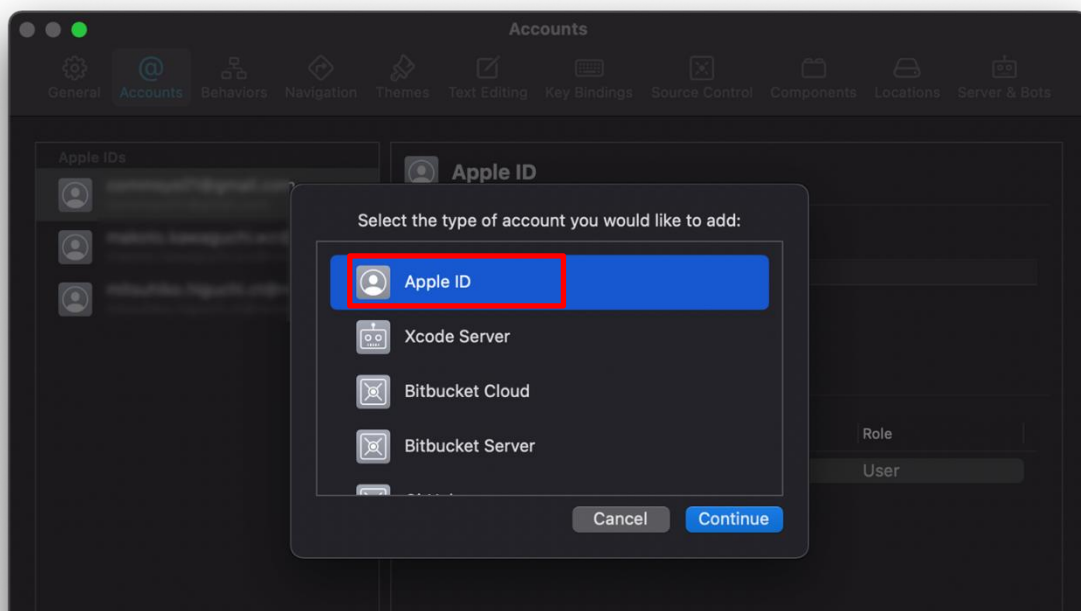 Accounts
General Accounts Behaviors Navigation Themes Text Editing Key Bindings Source Control Components Locations Server & Bots
Apple IDs
Apple ID
Select the type of account you would like to add:
Apple ID
Xcode Server
Bitbucket Cloud
Bitbucket Server
Role
User
Cancel Continue